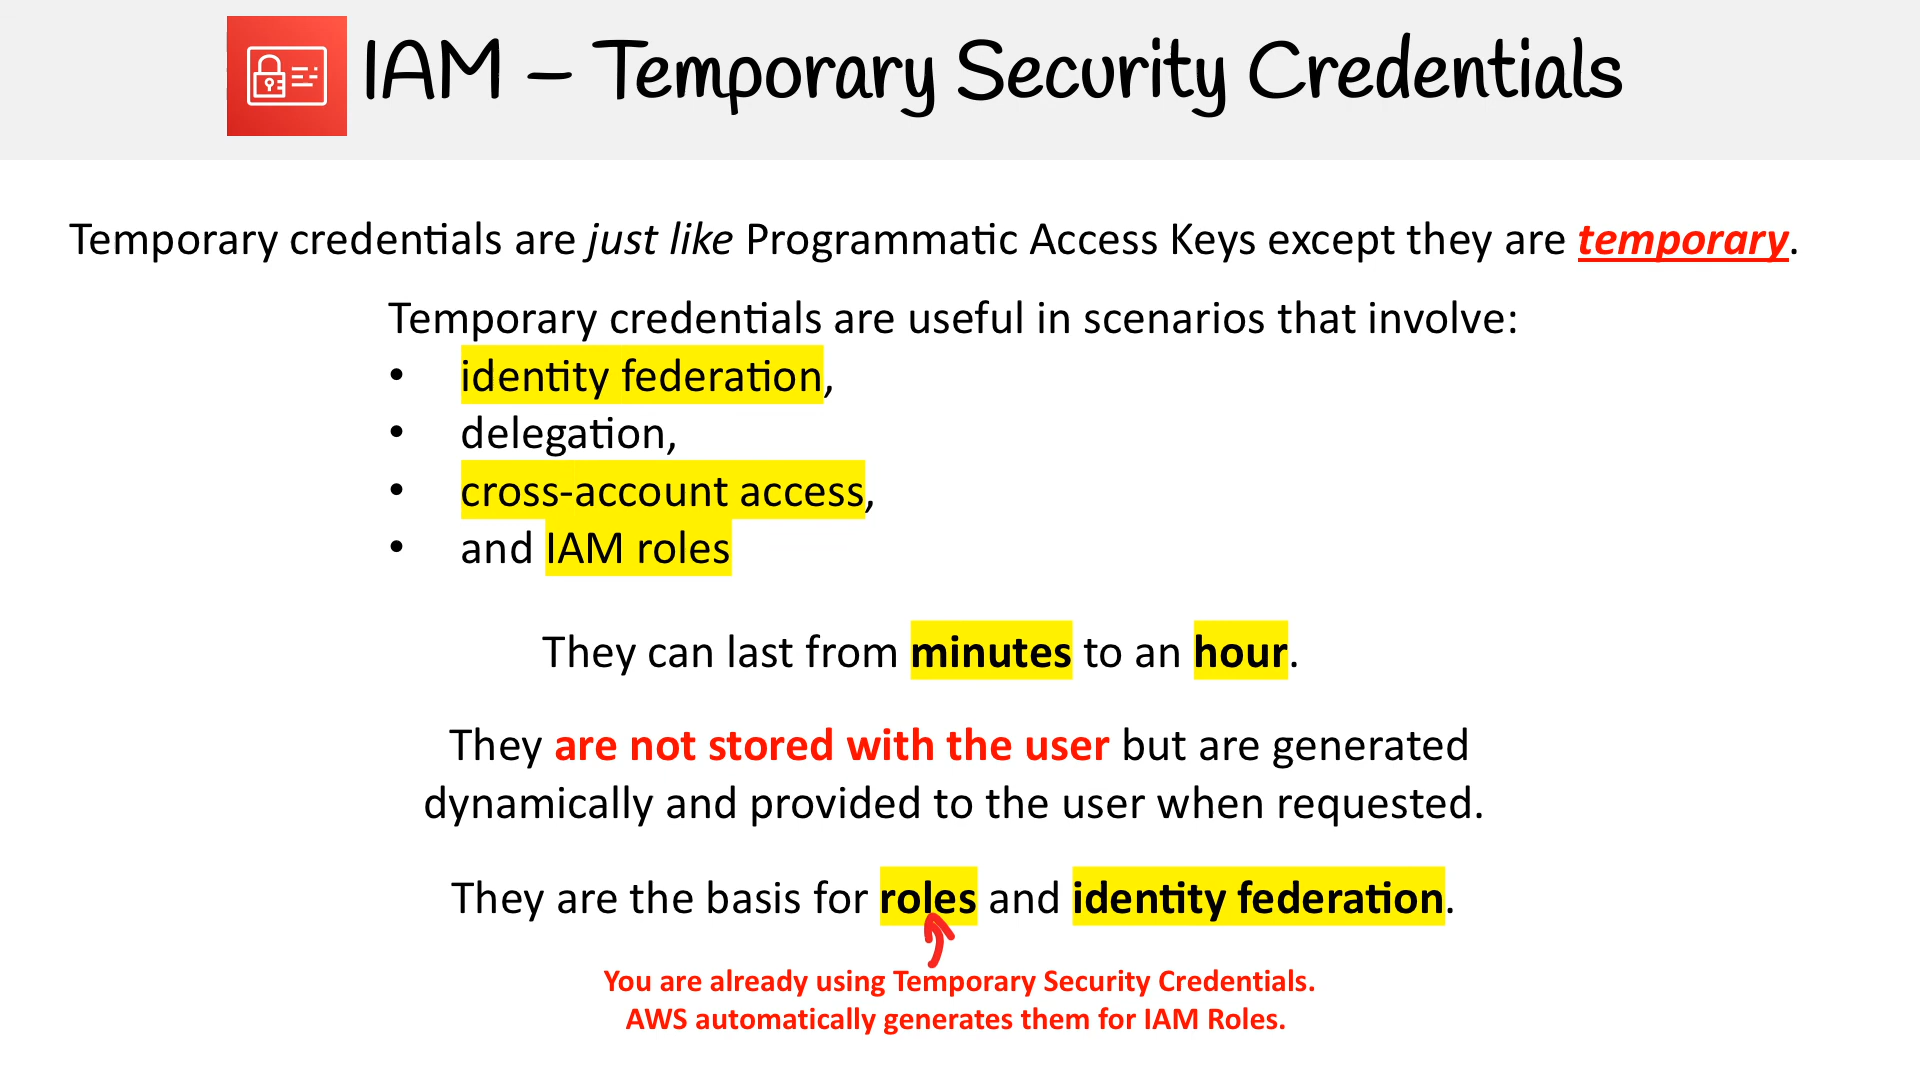 IAM – Temporary Security Credentials
Temporary credentials are just like Programmatic Access Keys except they are temporary.
Temporary credentials are useful in scenarios that involve:
• identity federation,
• delegation,
• cross-account access,
• and IAM roles
They can last from minutes to an hour.
They are not stored with the user but are generated
dynamically and provided to the user when requested.
They are the basis for roles and identity federation.
You are already using Temporary Security Credentials.
AWS automatically generates them for IAM Roles.